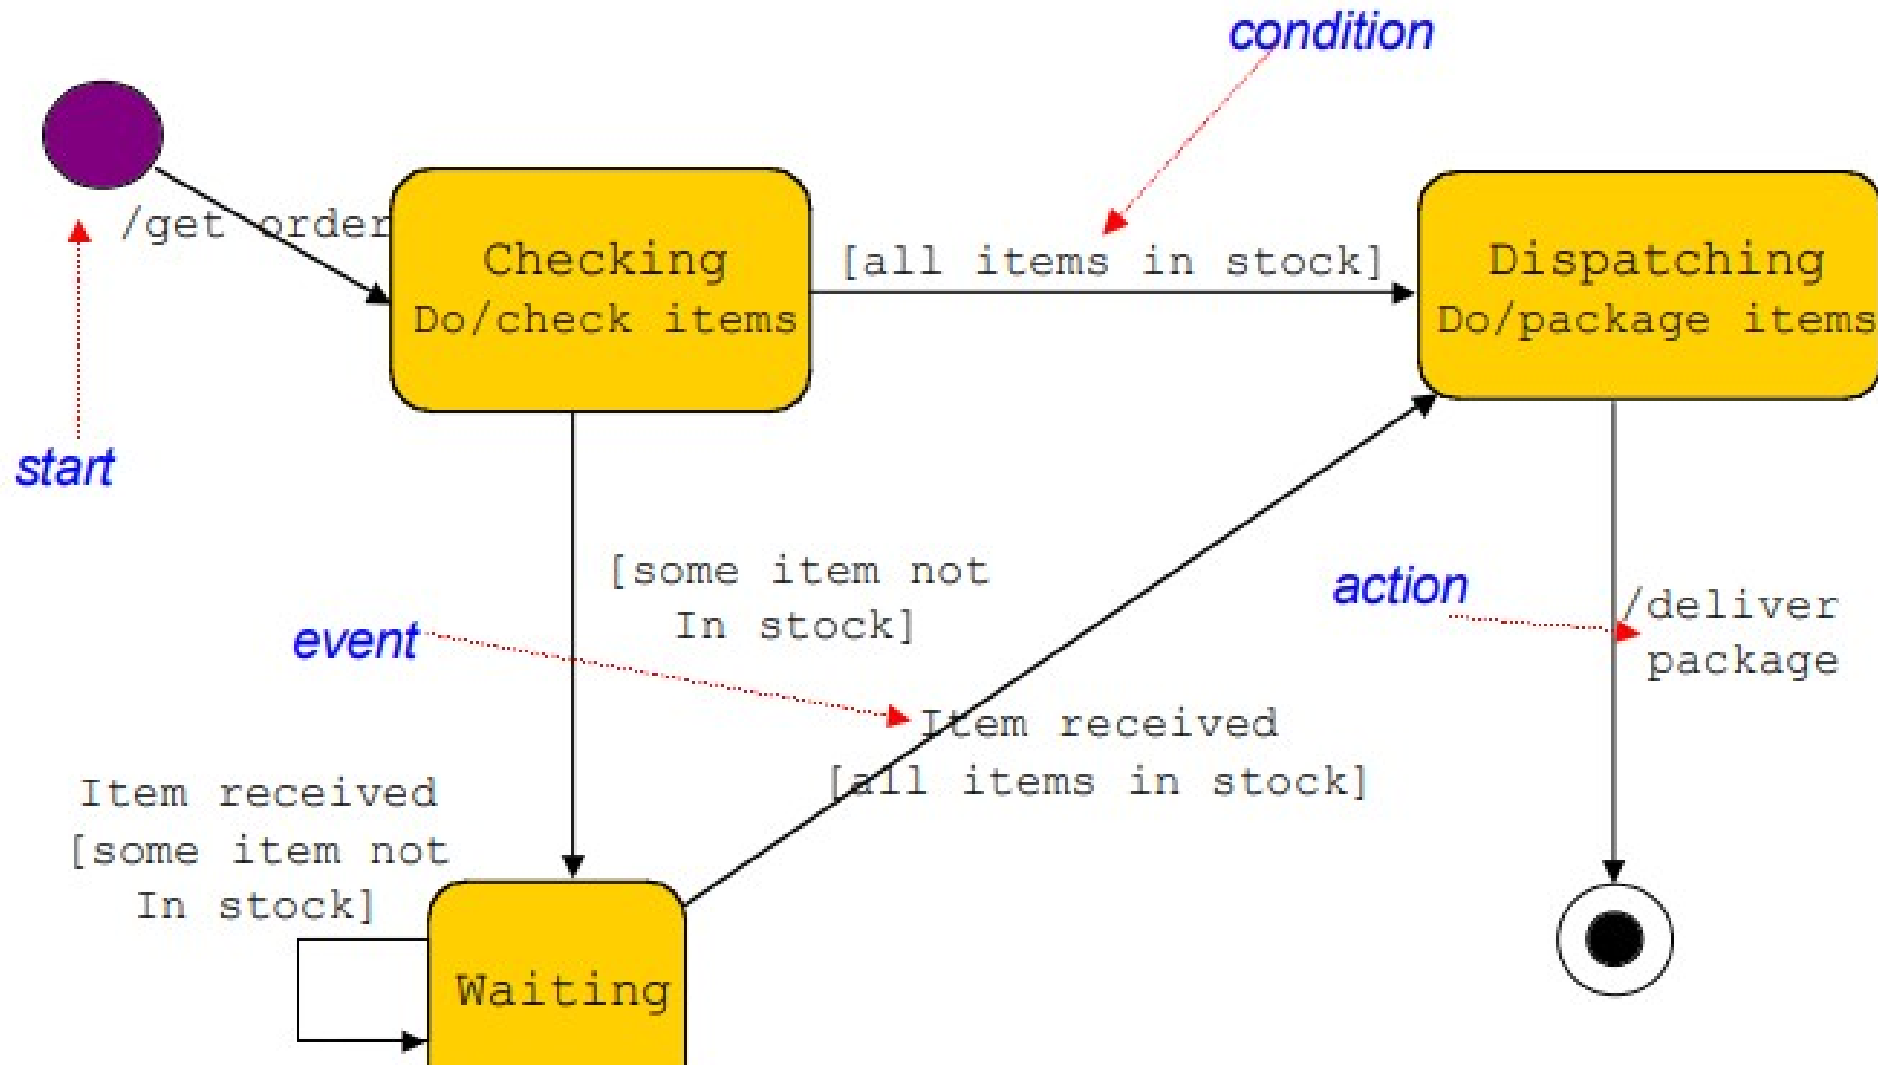 condition
/get order
Checking
Do/check items
[all items in stock]
Dispatching
Do/package items
start
[some item not
In stock]
event
action
/deliver
package
Item received
[all items in stock]
Item received
[some item not
In stock]
Waiting